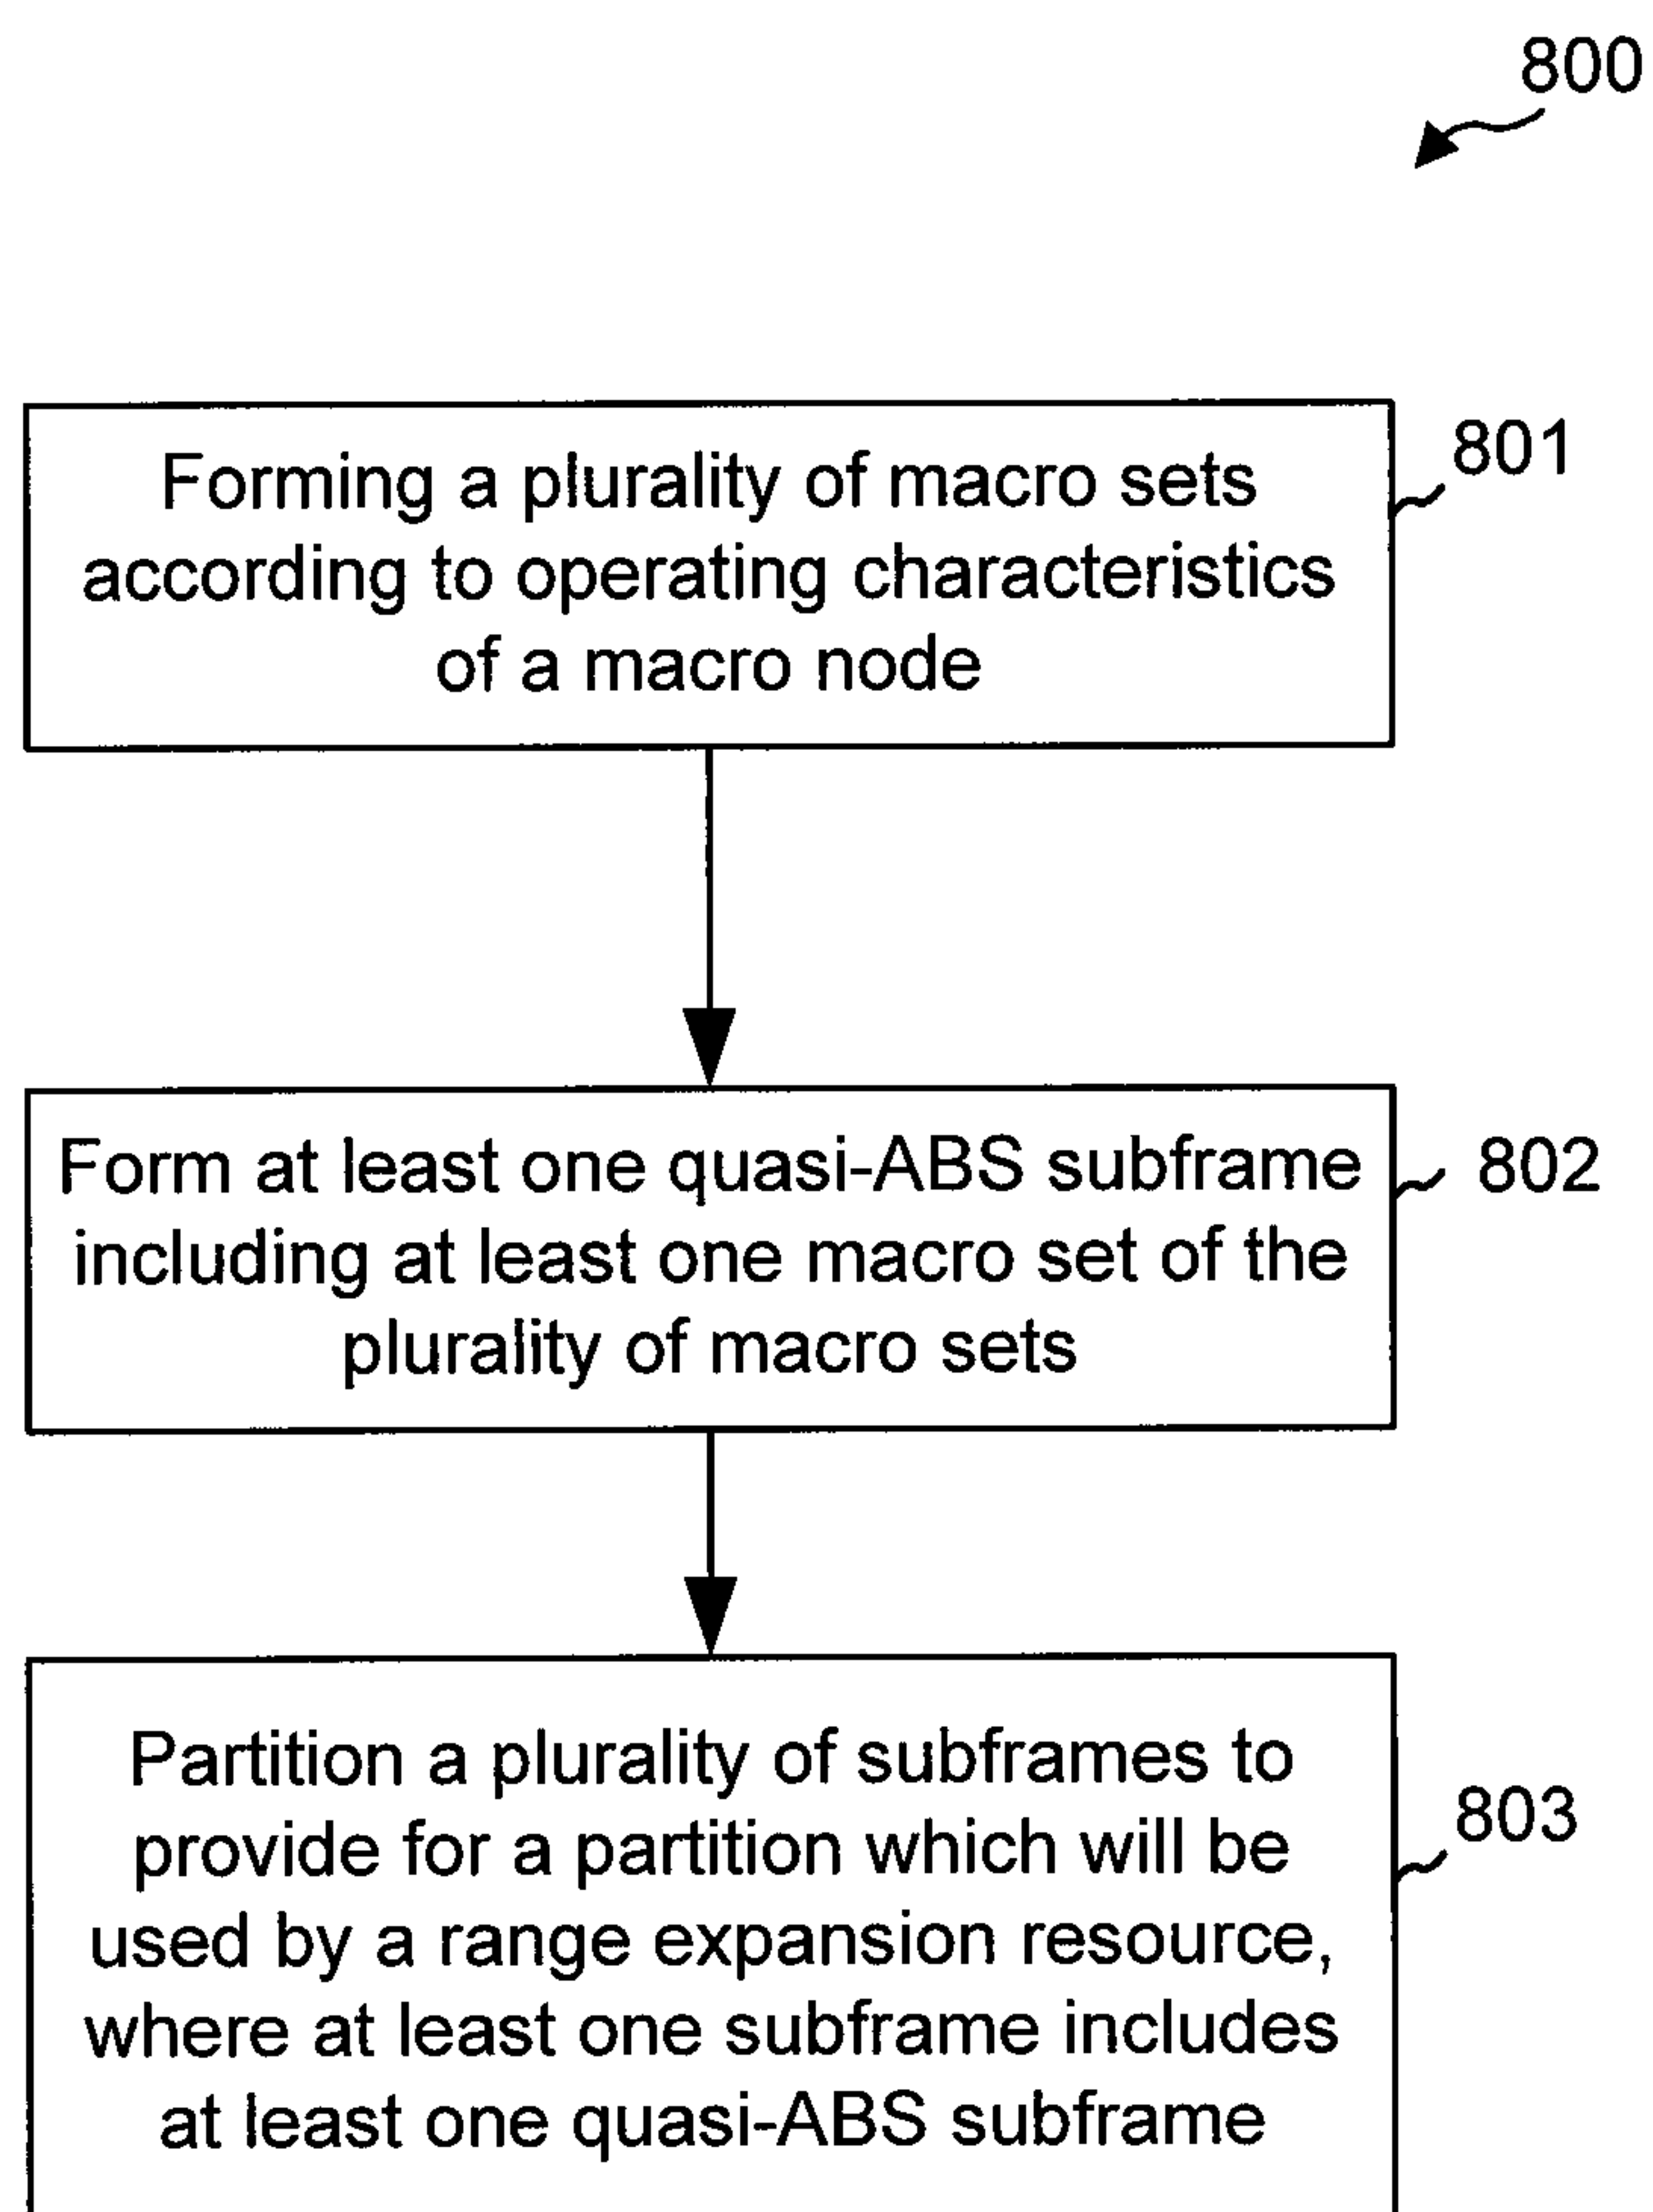 800
Forming a plurality of macro sets
according to operating characteristics
of a macro node
801
Form at least one quasi-ABS subframe
including at least one macro set of the
plurality of macro sets
802
Partition a plurality of subframes to
provide for a partition which will be
used by a range expansion resource,
where at least one subframe includes
at least one quasi-ABS subframe
803